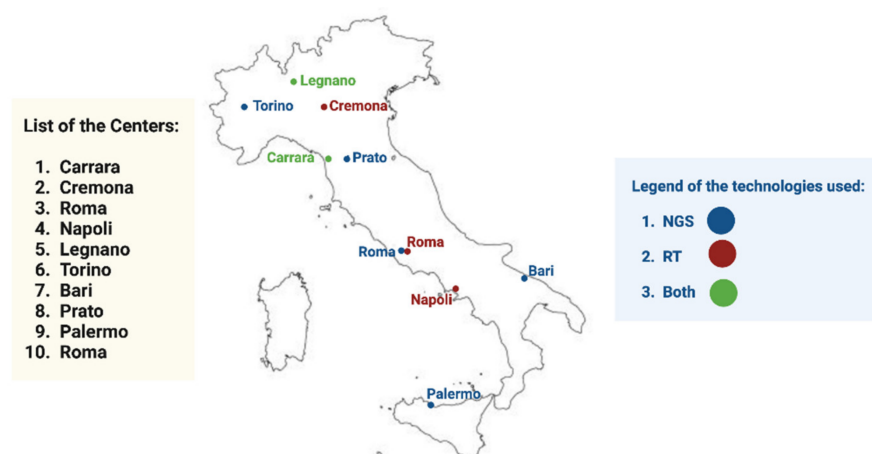 List of the Centers:
1. Carrara
2. Cremona
3. Roma
4. Napoli
5. Legnano
6. Torino
7. Bari
8. Prato
9. Palermo
10. Roma
Legnano
Torino
Cremona
Carrara
Prato
Roma
Roma
Napoli
Bari
Palermo
Legend of the technologies used:
1. NGS
2. RT
3. Both